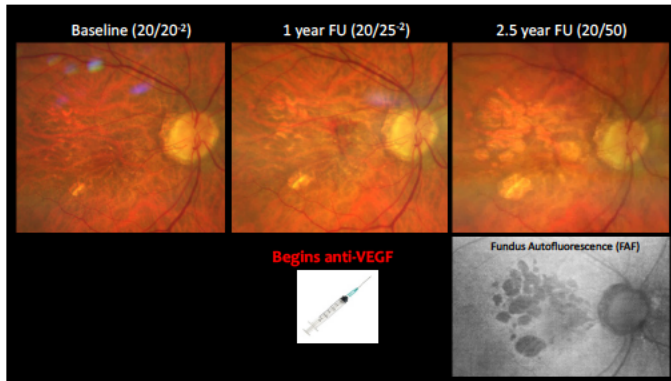 Baseline (20/20⁻²)
1 year FU (20/25⁻²)
2.5 year FU (20/50)
Begins anti-VEGF
Fundus Autofluorescence (FAF)